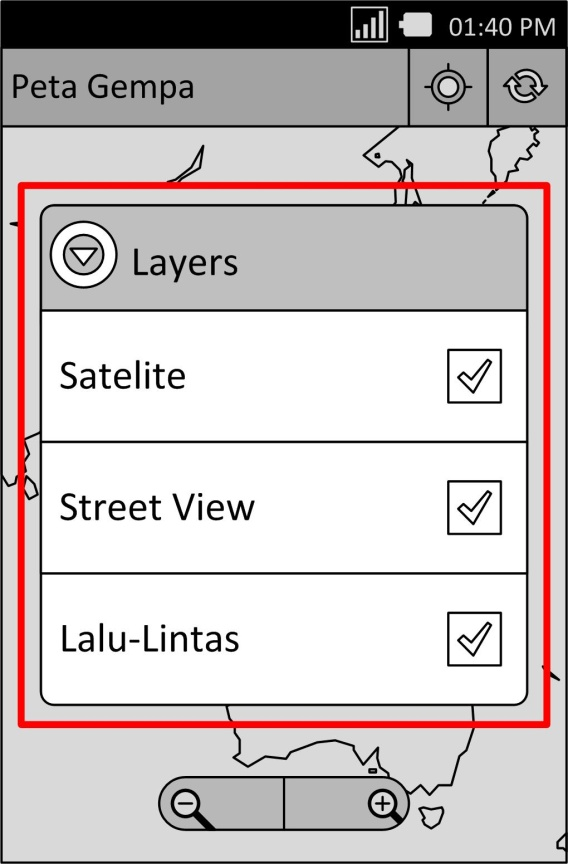 01:40 PM
Peta Gempa
Layers
Satelite
Street View
Lalu-Lintas